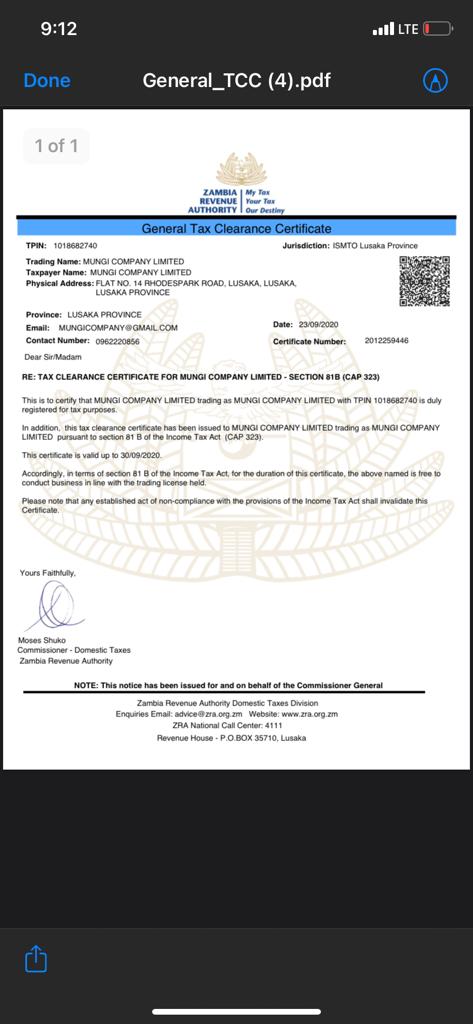 9:12
LTE
Done
General_TCC (4).pdf
1 of 1
ZAMBIA
REVENUE
AUTHORITY
My Tax
Your Tax
Our Destiny
General Tax Clearance Certificate
TPIN: 1018682740
Jurisdiction: ISMTO Lusaka Province
Trading Name: MUNGI COMPANY LIMITED
Taxpayer Name: MUNGI COMPANY LIMITED
Physical Address: FLAT NO. 14 RHODESPARK ROAD, LUSAKA, LUSAKA,
LUSAKA PROVINCE
Province: LUSAKA PROVINCE
Email: MUNGICOMPANY@GMAIL.COM
Date: 23/09/2020
Contact Number: 0962220856
Certificate Number: 2012259446
Dear Sir/Madam
RE: TAX CLEARANCE CERTIFICATE FOR MUNGI COMPANY LIMITED - SECTION 81B (CAP 323)
This is to certify that MUNGI COMPANY LIMITED trading as MUNGI COMPANY LIMITED with TPIN 1018682740 is duly
registered for tax purposes.
In addition, this tax clearance certificate has been issued to MUNGI COMPANY LIMITED trading as MUNGI COMPANY
LIMITED pursuant to section 81 B of the Income Tax Act (CAP 323).
This certificate is valid up to 30/09/2020.
Accordingly, in terms of section 81 B of the Income Tax Act, for the duration of this certificate, the above named is free to
conduct business in line with the trading license held.
Please note that any established act of non-compliance with the provisions of the Income Tax Act shall invalidate this
Certificate.
Yours Faithfully,
Moses Shuko
Commissioner - Domestic Taxes
Zambia Revenue Authority
NOTE: This notice has been issued for and on behalf of the Commissioner General
Zambia Revenue Authority Domestic Taxes Division
Enquiries Email: advice@zra.org.zm Website: www.zra.org.zm
ZRA National Call Center: 4111
Revenue House - P.O.BOX 35710, Lusaka